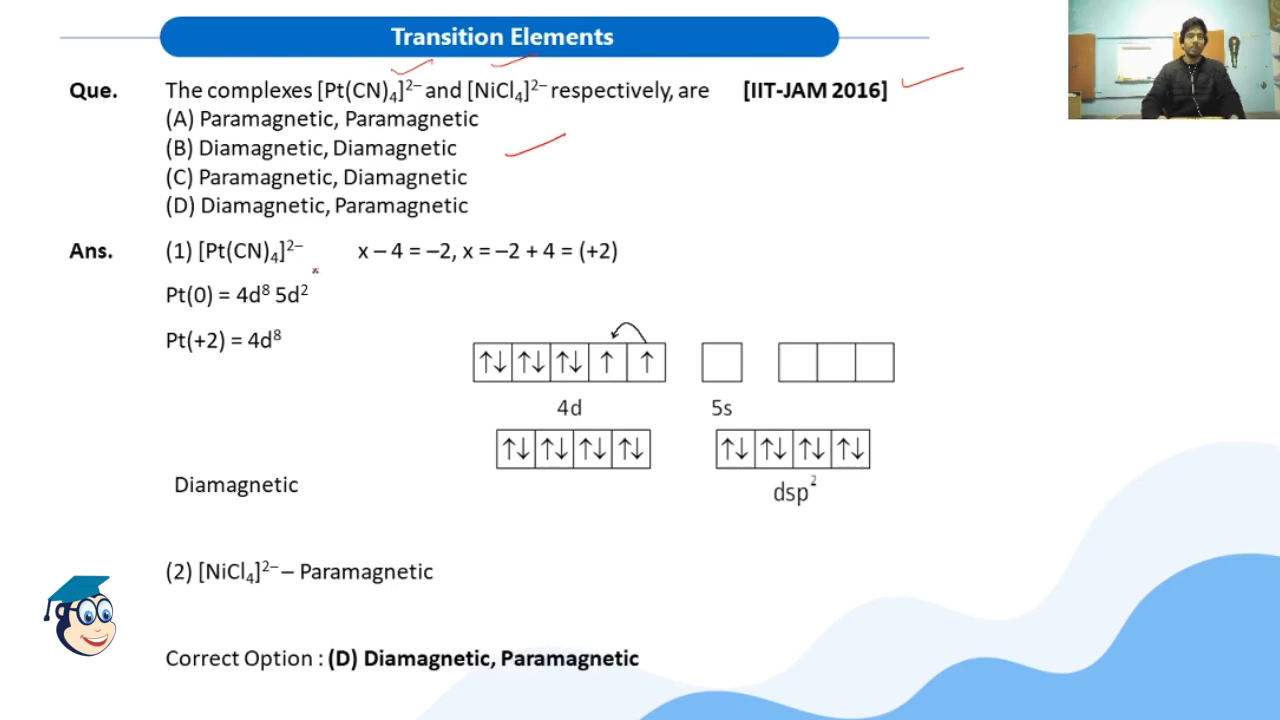 Transition Elements
Que. The complexes [Pt(CN)₄]²⁻ and [NiCl₄]²⁻ respectively, are [IIT-JAM 2016]
(A) Paramagnetic, Paramagnetic
(B) Diamagnetic, Diamagnetic
(C) Paramagnetic, Diamagnetic
(D) Diamagnetic, Paramagnetic
Ans. (1) [Pt(CN)₄]²⁻ x – 4 = –2, x = –2 + 4 = (+2)
Pt(0) = 4d⁸ 5d²
Pt(+2) = 4d⁸
↑↓ ↑↓ ↑↓ ↑ ↑
4d 5s
↑↓ ↑↓ ↑↓ ↑↓ ↑↓ ↑↓ ↑↓ ↑↓
Diamagnetic dsp²
(2) [NiCl₄]²⁻ – Paramagnetic
Correct Option : (D) Diamagnetic, Paramagnetic